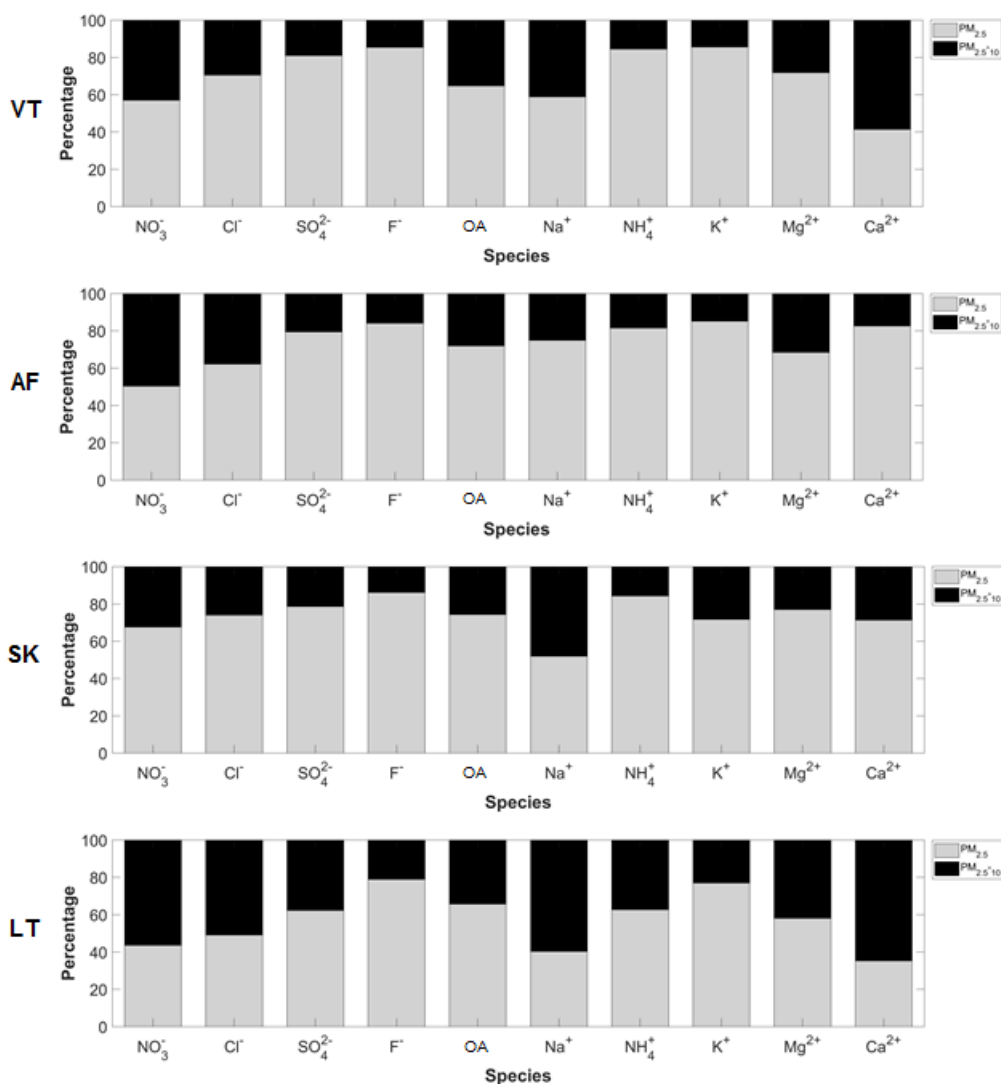 100
80
60
40
20
0
Percentage
VT
NO₃⁻ Cl⁻ SO₄²⁻ F⁻ OA Na⁺ NH₄⁺ K⁺ Mg²⁺ Ca²⁺
Species
PM₂.₅
PM₂.₅-₁₀
100
80
60
40
20
0
Percentage
AF
NO₃⁻ Cl⁻ SO₄²⁻ F⁻ OA Na⁺ NH₄⁺ K⁺ Mg²⁺ Ca²⁺
Species
PM₂.₅
PM₂.₅-₁₀
100
80
60
40
20
0
Percentage
SK
NO₃⁻ Cl⁻ SO₄²⁻ F⁻ OA Na⁺ NH₄⁺ K⁺ Mg²⁺ Ca²⁺
Species
PM₂.₅
PM₂.₅-₁₀
100
80
60
40
20
0
Percentage
LT
NO₃⁻ Cl⁻ SO₄²⁻ F⁻ OA Na⁺ NH₄⁺ K⁺ Mg²⁺ Ca²⁺
Species
PM₂.₅
PM₂.₅-₁₀